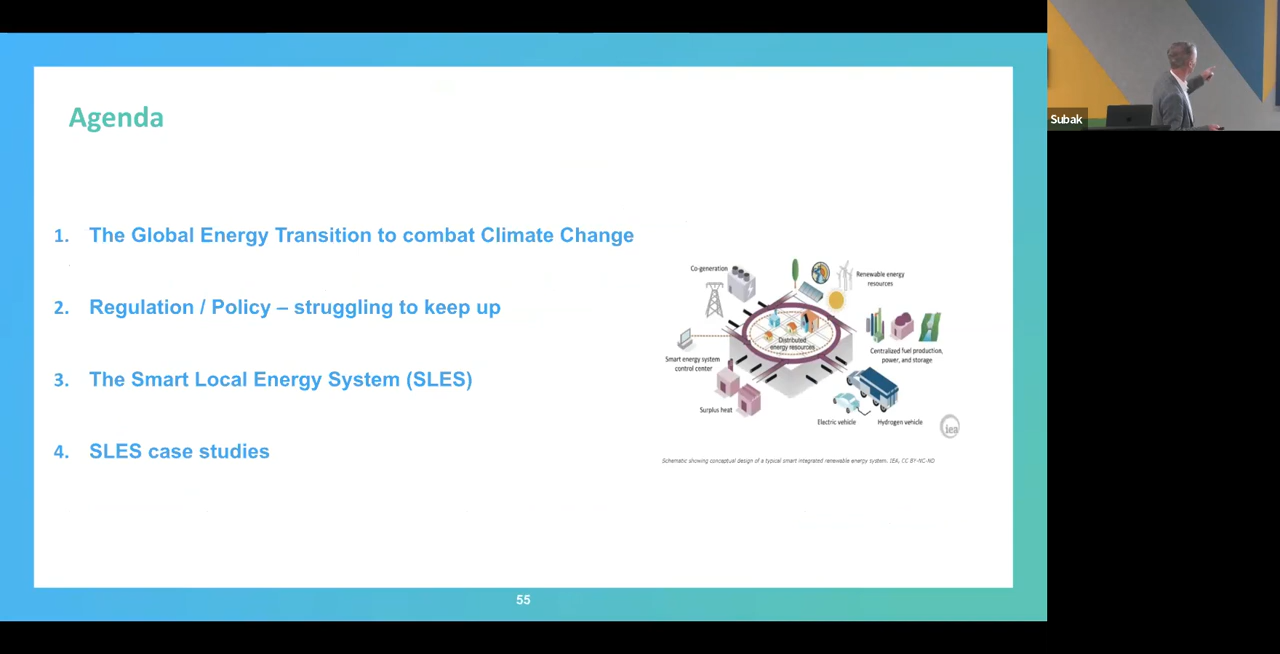 Agenda
1. The Global Energy Transition to combat Climate Change
2. Regulation / Policy – struggling to keep up
3. The Smart Local Energy System (SLES)
4. SLES case studies
Co-generation
Renewable energy
resources
Distributed
energy resources
Smart energy system
control center
Centralized fuel production,
power, and storage
Surplus heat
Electric vehicle
Hydrogen vehicle
iea
Schematic showing conceptual design of a typical smart integrated renewable energy system. IEA, CC BY-NC-ND
55
Subak